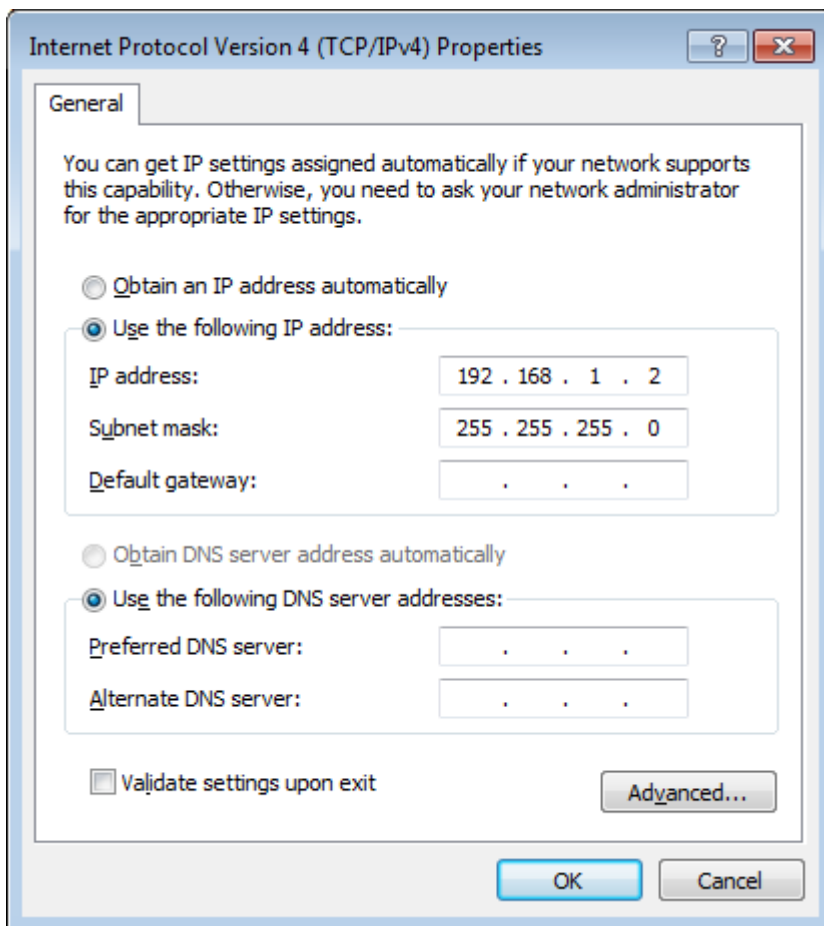 Internet Protocol Version 4 (TCP/IPv4) Properties
?
General
You can get IP settings assigned automatically if your network supports
this capability. Otherwise, you need to ask your network administrator
for the appropriate IP settings.
Obtain an IP address automatically
Use the following IP address:
IP address: 192 . 168 . 1 . 2
Subnet mask: 255 . 255 . 255 . 0
Default gateway: . . .
Obtain DNS server address automatically
Use the following DNS server addresses:
Preferred DNS server: . . .
Alternate DNS server: . . .
Validate settings upon exit
Advanced...
OK Cancel